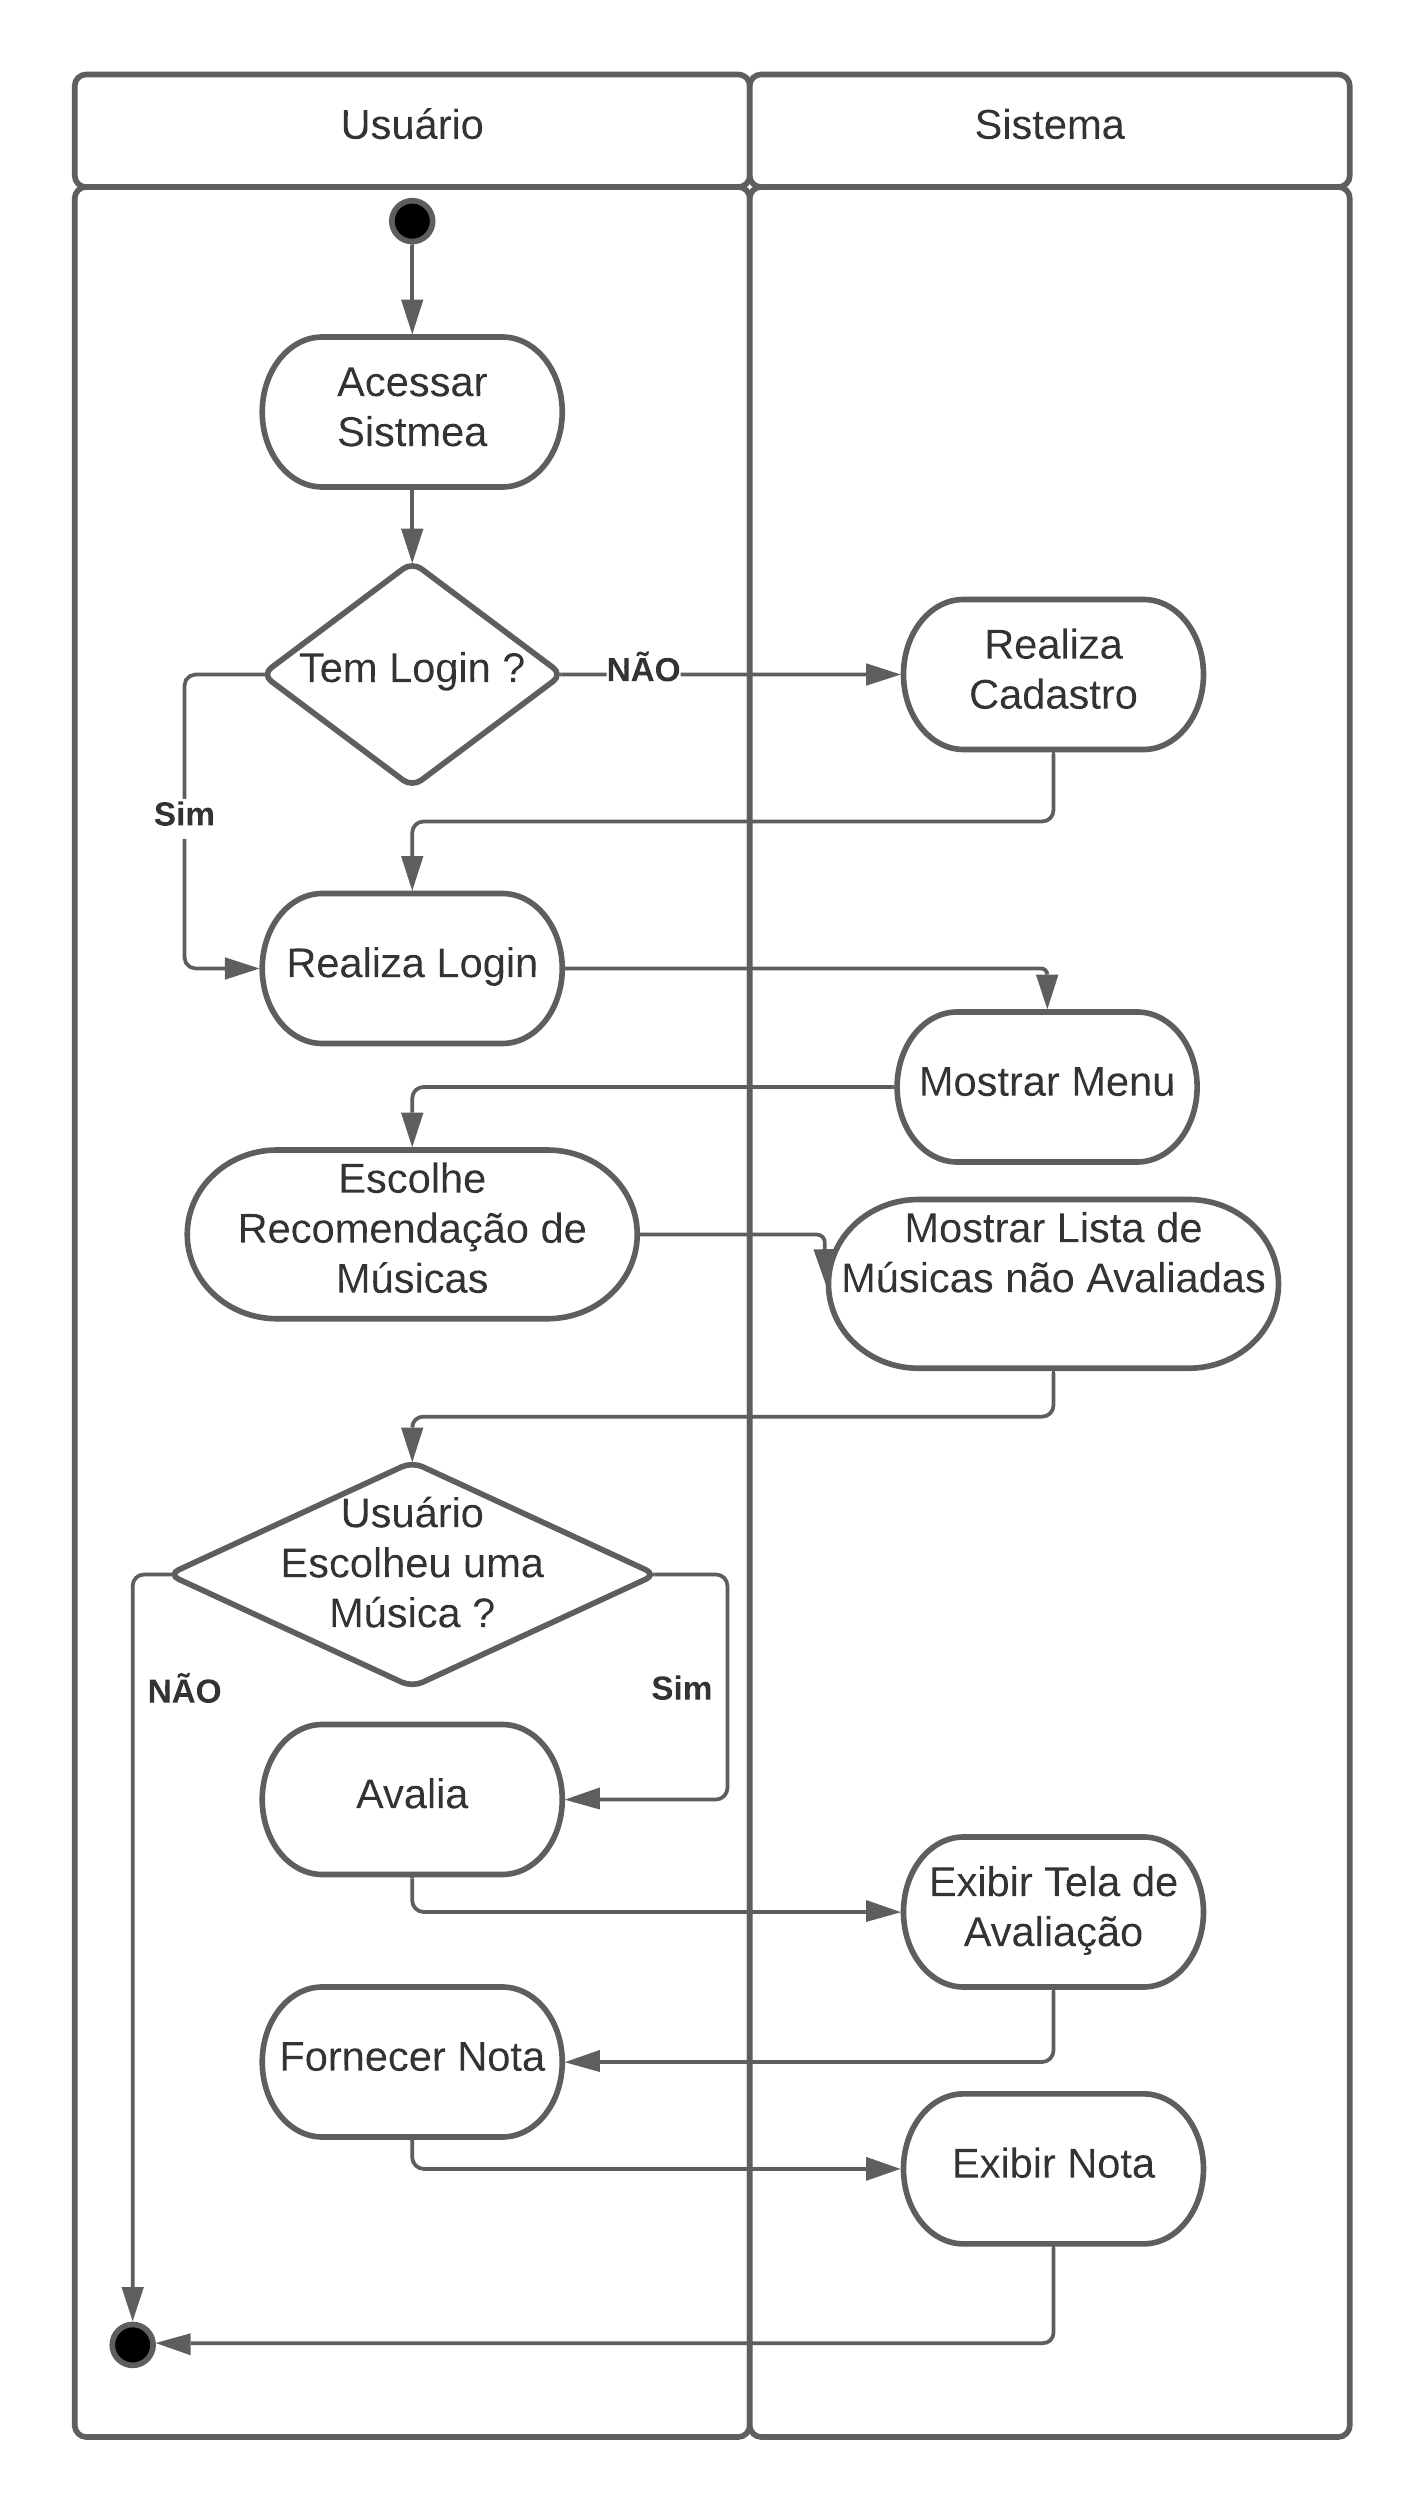 Usuário
Sistema
Acessar
Sistmea
Tem Login ?
NÃO
Realiza
Cadastro
Sim
Realiza Login
Mostrar Menu
Escolhe
Recomendação de
Músicas
Mostrar Lista de
Músicas não Avaliadas
Usuário
Escolheu uma
Música ?
NÃO
Sim
Avalia
Exibir Tela de
Avaliação
Fornecer Nota
Exibir Nota